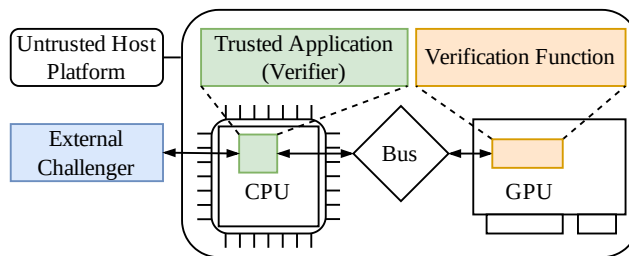 Untrusted Host
Platform
Trusted Application
(Verifier)
Verification Function
External
Challenger
CPU
Bus
GPU